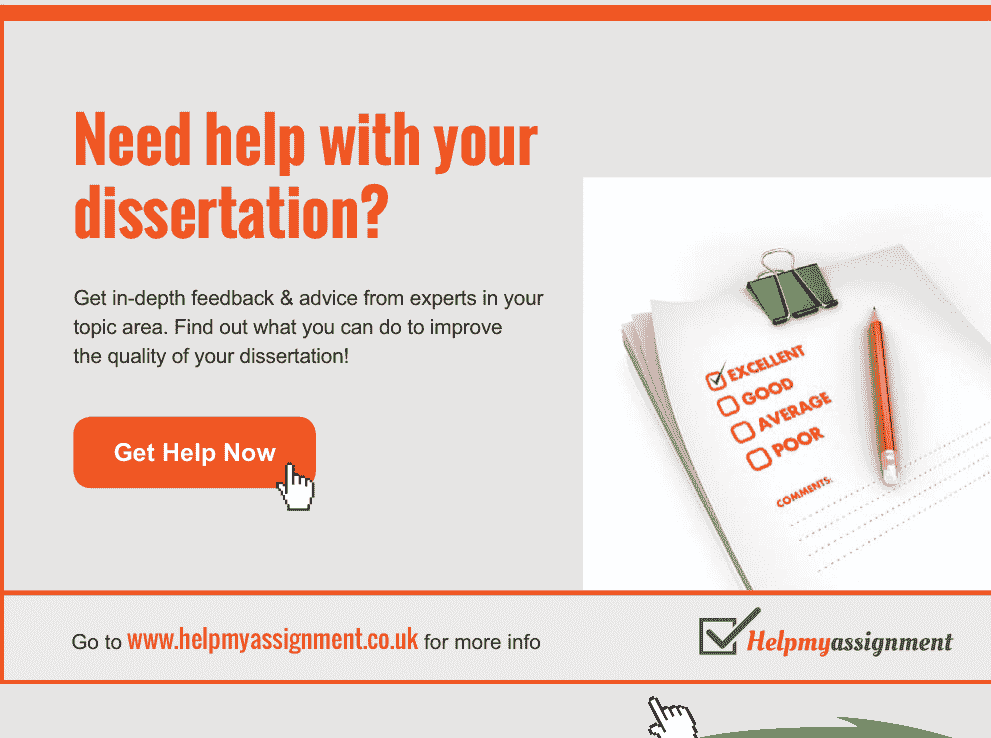 Need help with your
dissertation?
Get in-depth feedback & advice from experts in your
topic area. Find out what you can do to improve
the quality of your dissertation!
Get Help Now
EXCELLENT
GOOD
AVERAGE
POOR
COMMENTS:
Go to www.helpmyassignment.co.uk for more info
Helpmyassignment